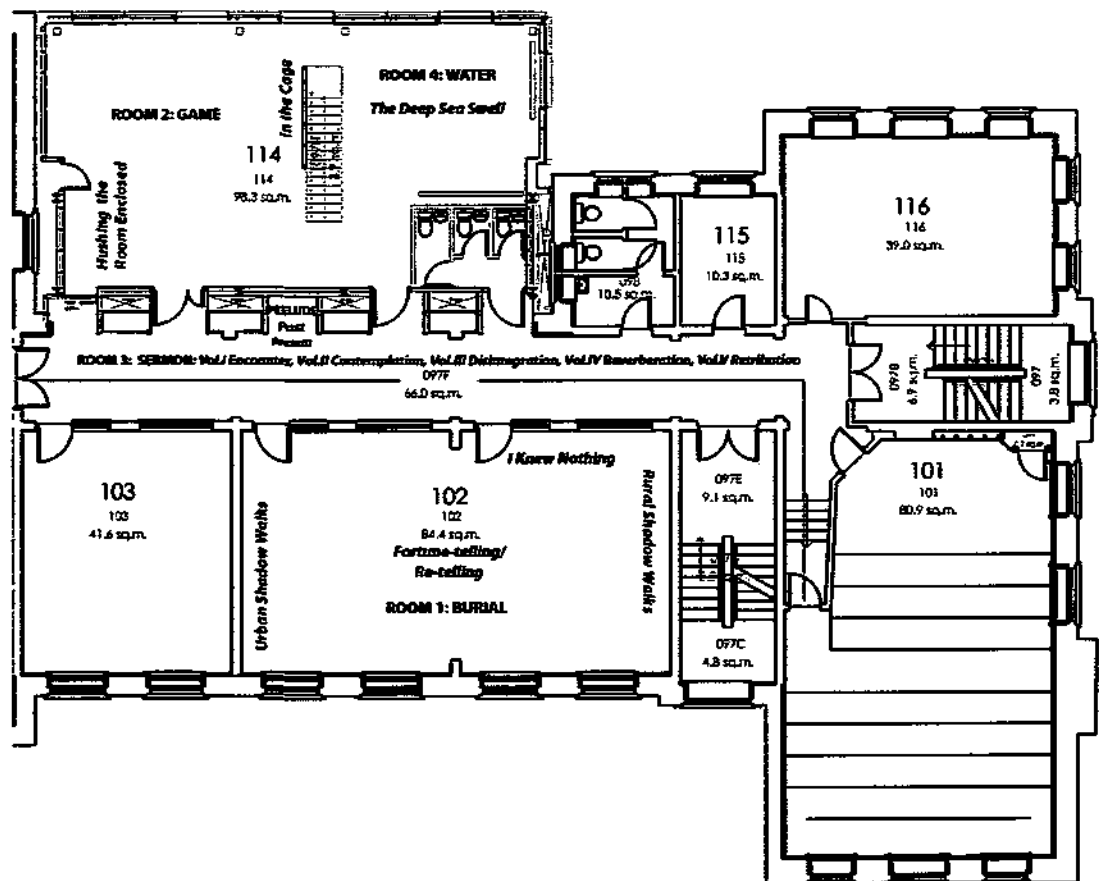 ROOM 4: WATER
The Deep Sea Swell
In the Cage
ROOM 2: GAME
114
114
98.3 sq.m.
Hushing the
Room Enclosed
116
116
39.0 sq.m.
115
115
10.3 sq.m.
09B
10.5 sq.m.
Past
Present
ROOM 3: SERMON: Vol.I Encounter, Vol.II Contemplation, Vol.III Disintegration, Vol.IV Reverberation, Vol.V Retribution
097F
66.0 sq.m.
097B
6.9 sq.m.
097
3.8 sq.m.
I Knew Nothing
103
103
41.6 sq.m.
102
102
84.4 sq.m.
Fortune-telling/
Re-telling
ROOM 1: BURIAL
Urban Shadow Walks
Rural Shadow Walks
097E
9.1 sq.m.
097C
4.8 sq.m.
101
101
80.9 sq.m.